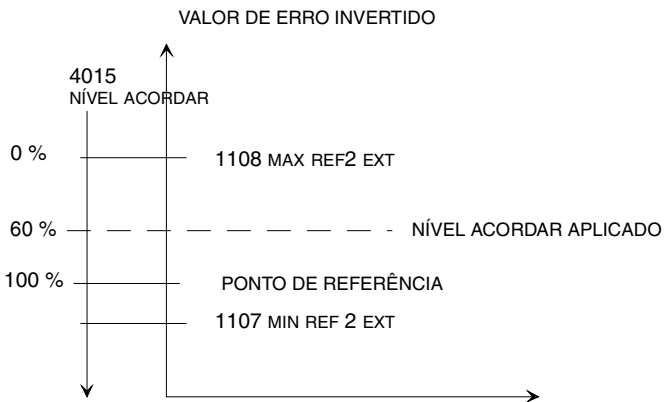 VALOR DE ERRO INVERTIDO
4015
NÍVEL ACORDAR
0 %
1108 MAX REF2 EXT
60 %
NÍVEL ACORDAR APLICADO
100 %
PONTO DE REFERÊNCIA
1107 MIN REF 2 EXT